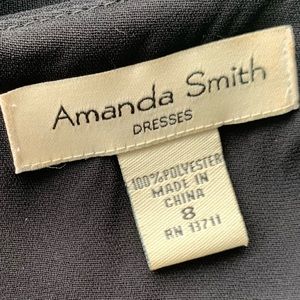 Amanda Smith
DRESSES
100% POLYESTER
MADE IN
CHINA
8
RN 13711